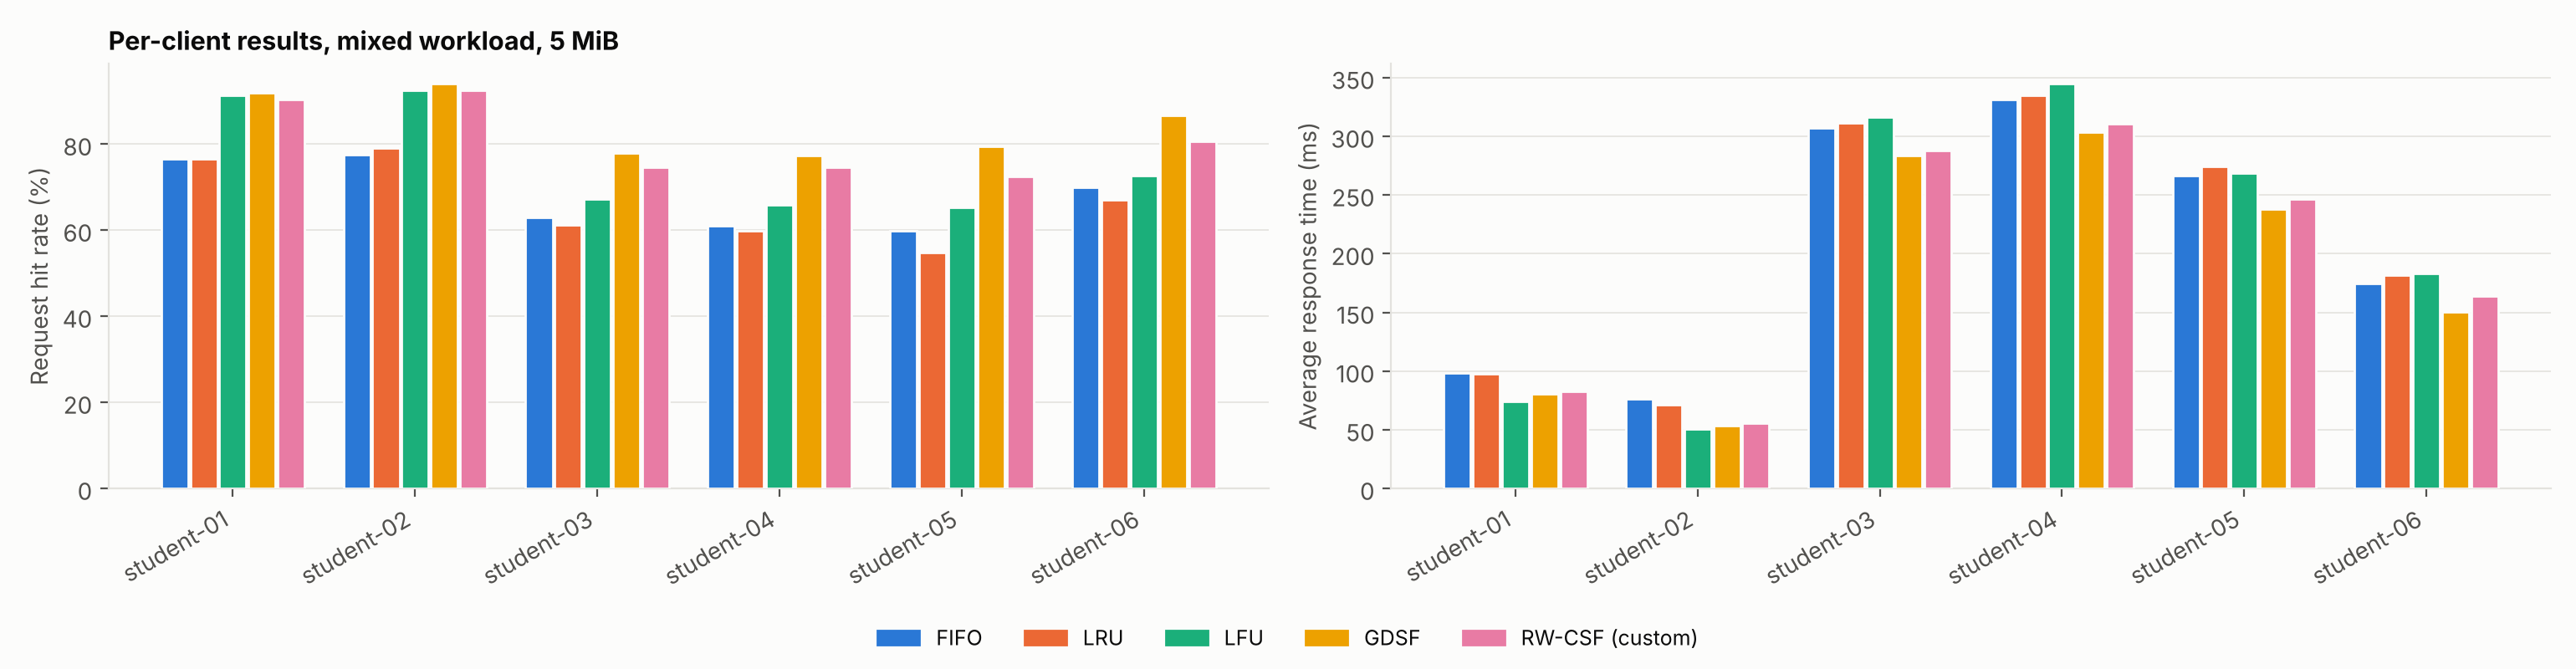 Per-client results, mixed workload, 5 MiB
Request hit rate (%)
80
60
40
20
0
student-01
student-02
student-03
student-04
student-05
student-06
Average response time (ms)
350
300
250
200
150
100
50
0
student-01
student-02
student-03
student-04
student-05
student-06
FIFO LRU LFU GDSF RW-CSF (custom)